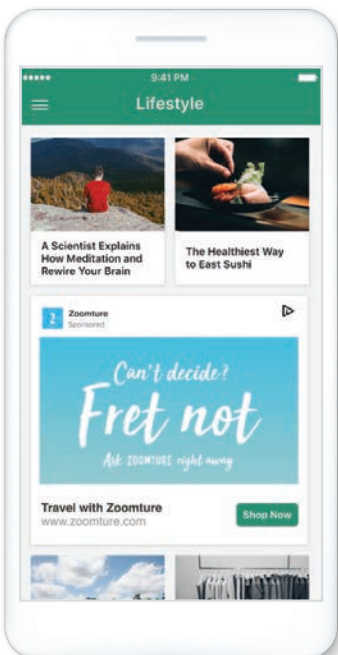 9:41 PM
Lifestyle
A Scientist Explains
How Meditation and
Rewire Your Brain
The Healthiest Way
to East Sushi
Zoomture
Sponsored
Can't decide?
Fret not
Ask ZOOMTURE right away
Travel with Zoomture
www.zoomture.com
Shop Now